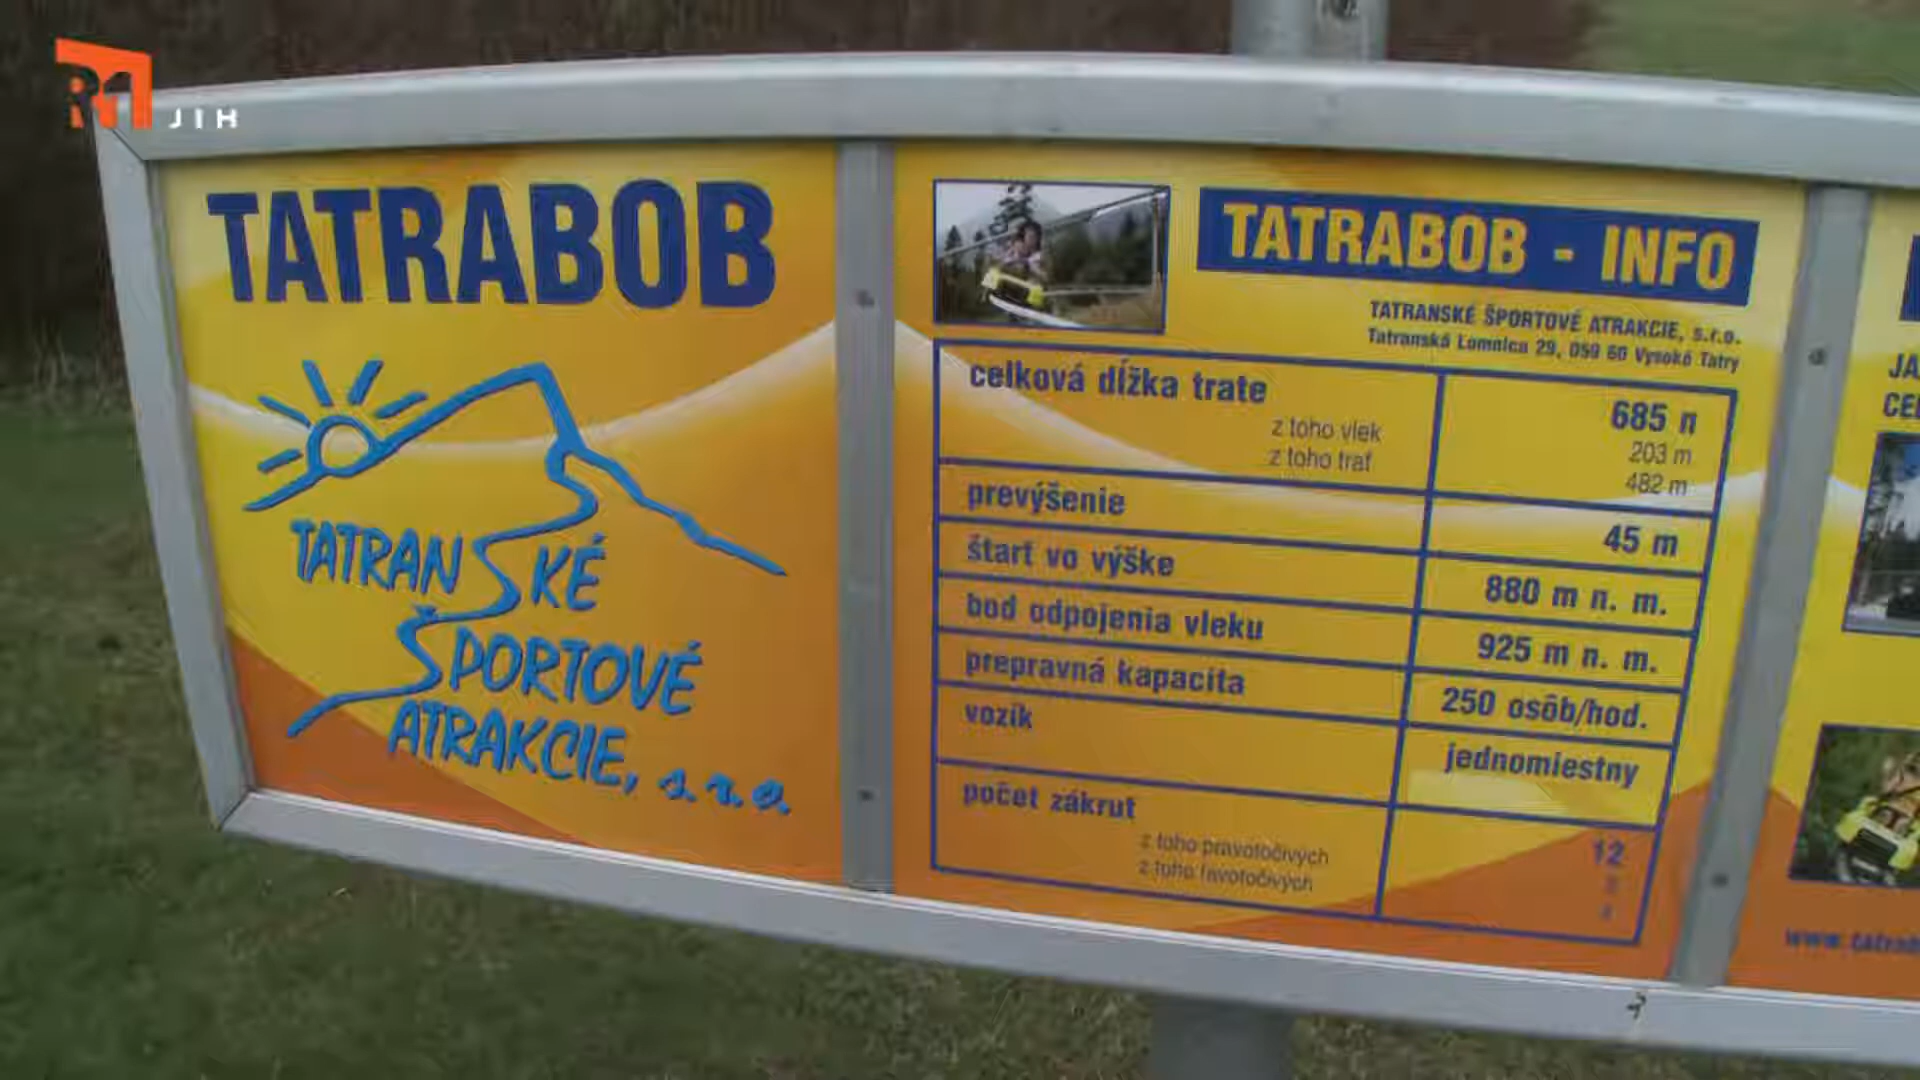 R1 JIH
TATRABOB
TATRANSKÉ
ŠPORTOVÉ
ATRAKCIE, s.r.o.
TATRABOB - INFO
TATRANSKÉ ŠPORTOVÉ ATRAKCIE, s.r.o.
Tatranská Lomnica 29, 059 60 Vysoké Tatry
celková dĺžka trate 685 m
z toho vlek 203 m
z toho trať 482 m
prevýšenie 45 m
štart vo výške 880 m n. m.
bod odpojenia vleku 925 m n. m.
prepravná kapacita 250 osôb/hod.
vozík jednomiestny
počet zákrut 12
z toho pravotočivých
z toho ľavotočivých